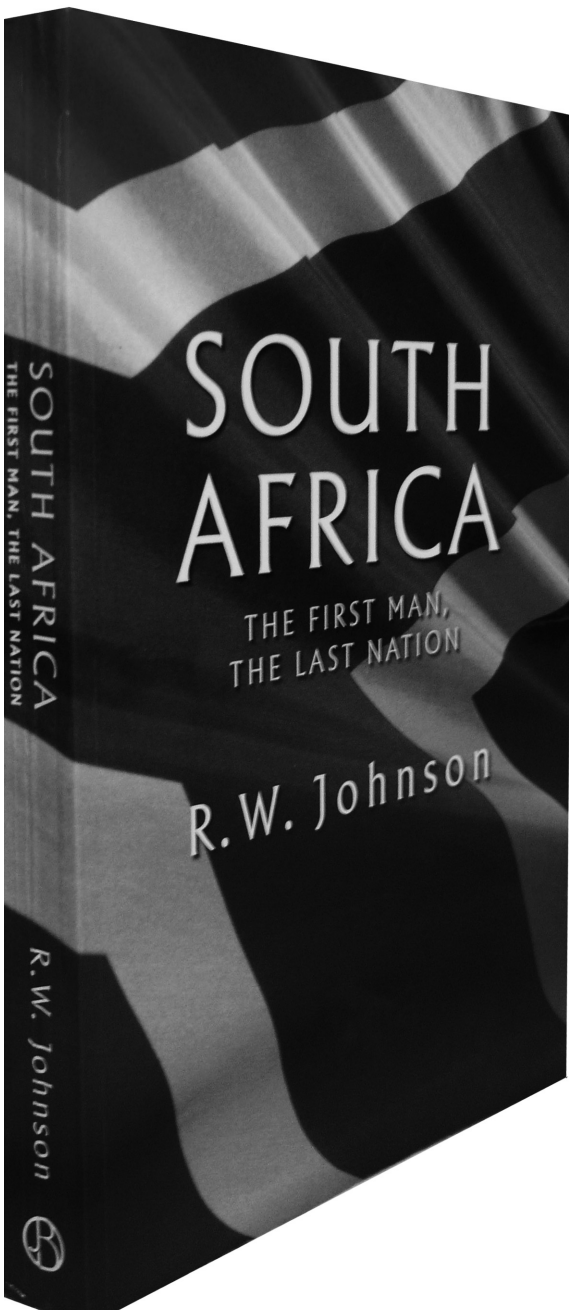 SOUTH
AFRICA
THE FIRST MAN,
THE LAST NATION
R.W. Johnson
SOUTH AFRICA
THE FIRST MAN, THE LAST NATION
R.W. Johnson